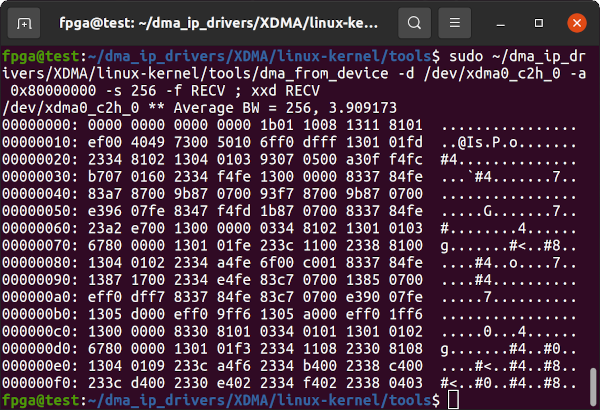 fpga@test: ~/dma_ip_drivers/XDMA/linux-ke...
fpga@test:~/dma_ip_drivers/XDMA/linux-kernel/tools$ sudo ~/dma_ip_dr
ivers/XDMA/linux-kernel/tools/dma_from_device -d /dev/xdma0_c2h_0 -a
 0x80000000 -s 256 -f RECV ; xxd RECV
/dev/xdma0_c2h_0 ** Average BW = 256, 3.909173
00000000: 0000 0000 0000 0000 1b01 1008 1311 8101  ................
00000010: ef00 4049 7300 5010 6ff0 dfff 1301 01fd  ..@Is.P.o.......
00000020: 2334 8102 1304 0103 9307 0500 a30f f4fc  #4..............
00000030: b707 0160 2334 f4fe 1300 0000 8337 84fe  ...`#4.......7..
00000040: 83a7 8700 9b87 0700 93f7 8700 9b87 0700  ................
00000050: e396 07fe 8347 f4fd 1b87 0700 8337 84fe  .....G.......7..
00000060: 23a2 e700 1300 0000 0334 8102 1301 0103  #........4......
00000070: 6780 0000 1301 01fe 233c 1100 2338 8100  g.......#<..#8..
00000080: 1304 0102 2334 a4fe 6f00 c001 8337 84fe  ....#4..o....7..
00000090: 1387 1700 2334 e4fe 83c7 0700 1385 0700  ....#4..........
000000a0: eff0 dff7 8337 84fe 83c7 0700 e390 07fe  .....7..........
000000b0: 1305 d000 eff0 9ff6 1305 a000 eff0 1ff6  ................
000000c0: 1300 0000 8330 8101 0334 0101 1301 0102  .....0...4......
000000d0: 6780 0000 1301 01f3 2334 1108 2330 8108  g.......#4..#0..
000000e0: 1304 0109 233c a4f6 2334 b400 2338 c400  ....#<..#4..#8..
000000f0: 233c d400 2330 e402 2334 f402 2338 0403  #<..#0..#4..#8..
fpga@test:~/dma_ip_drivers/XDMA/linux-kernel/tools$